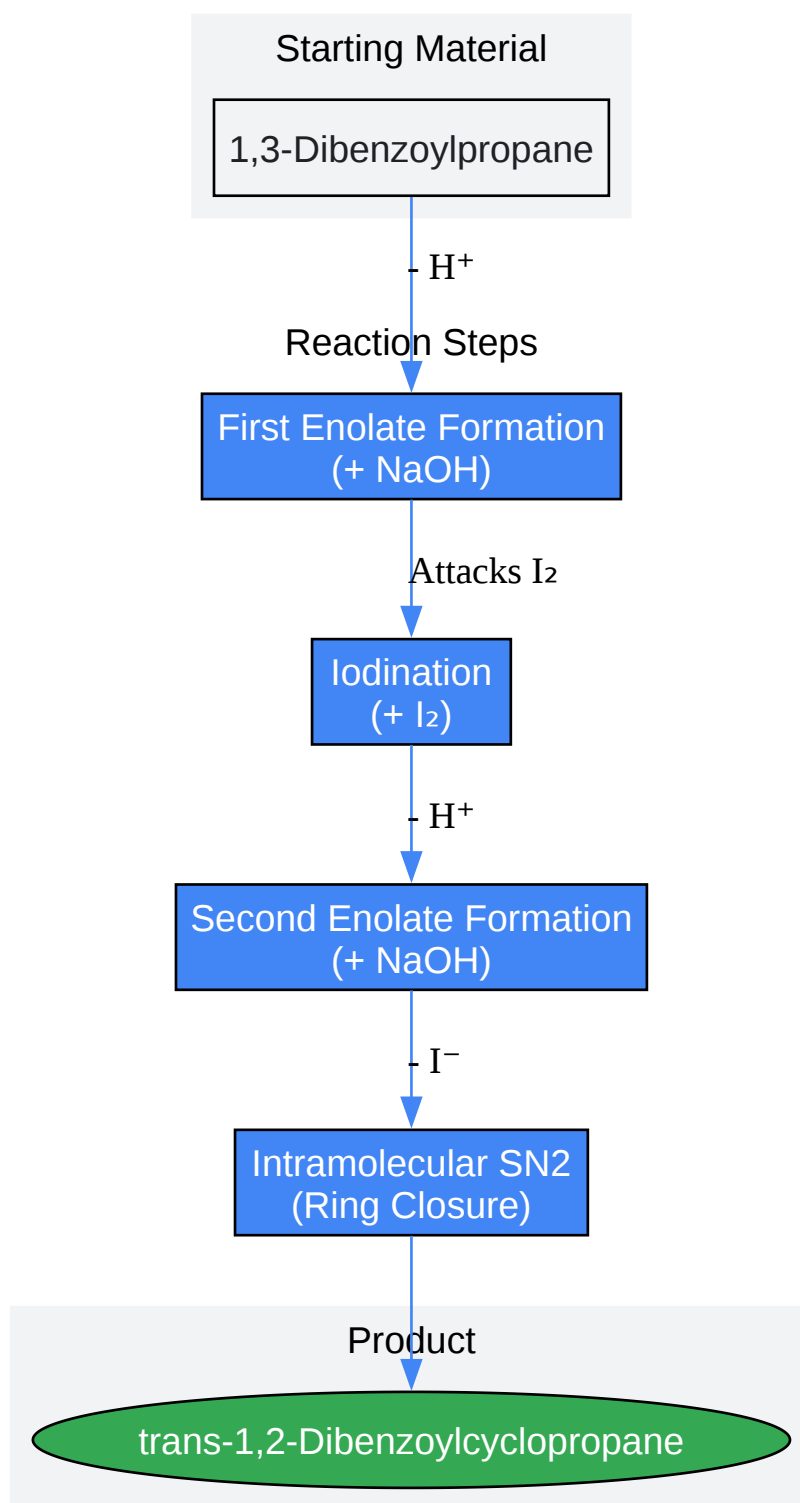 Starting Material
1,3-Dibenzoylpropane
- H⁺
Reaction Steps
First Enolate Formation
(+ NaOH)
Attacks I₂
Iodination
(+ I₂)
- H⁺
Second Enolate Formation
(+ NaOH)
- I⁻
Intramolecular SN2
(Ring Closure)
Product
trans-1,2-Dibenzoylcyclopropane